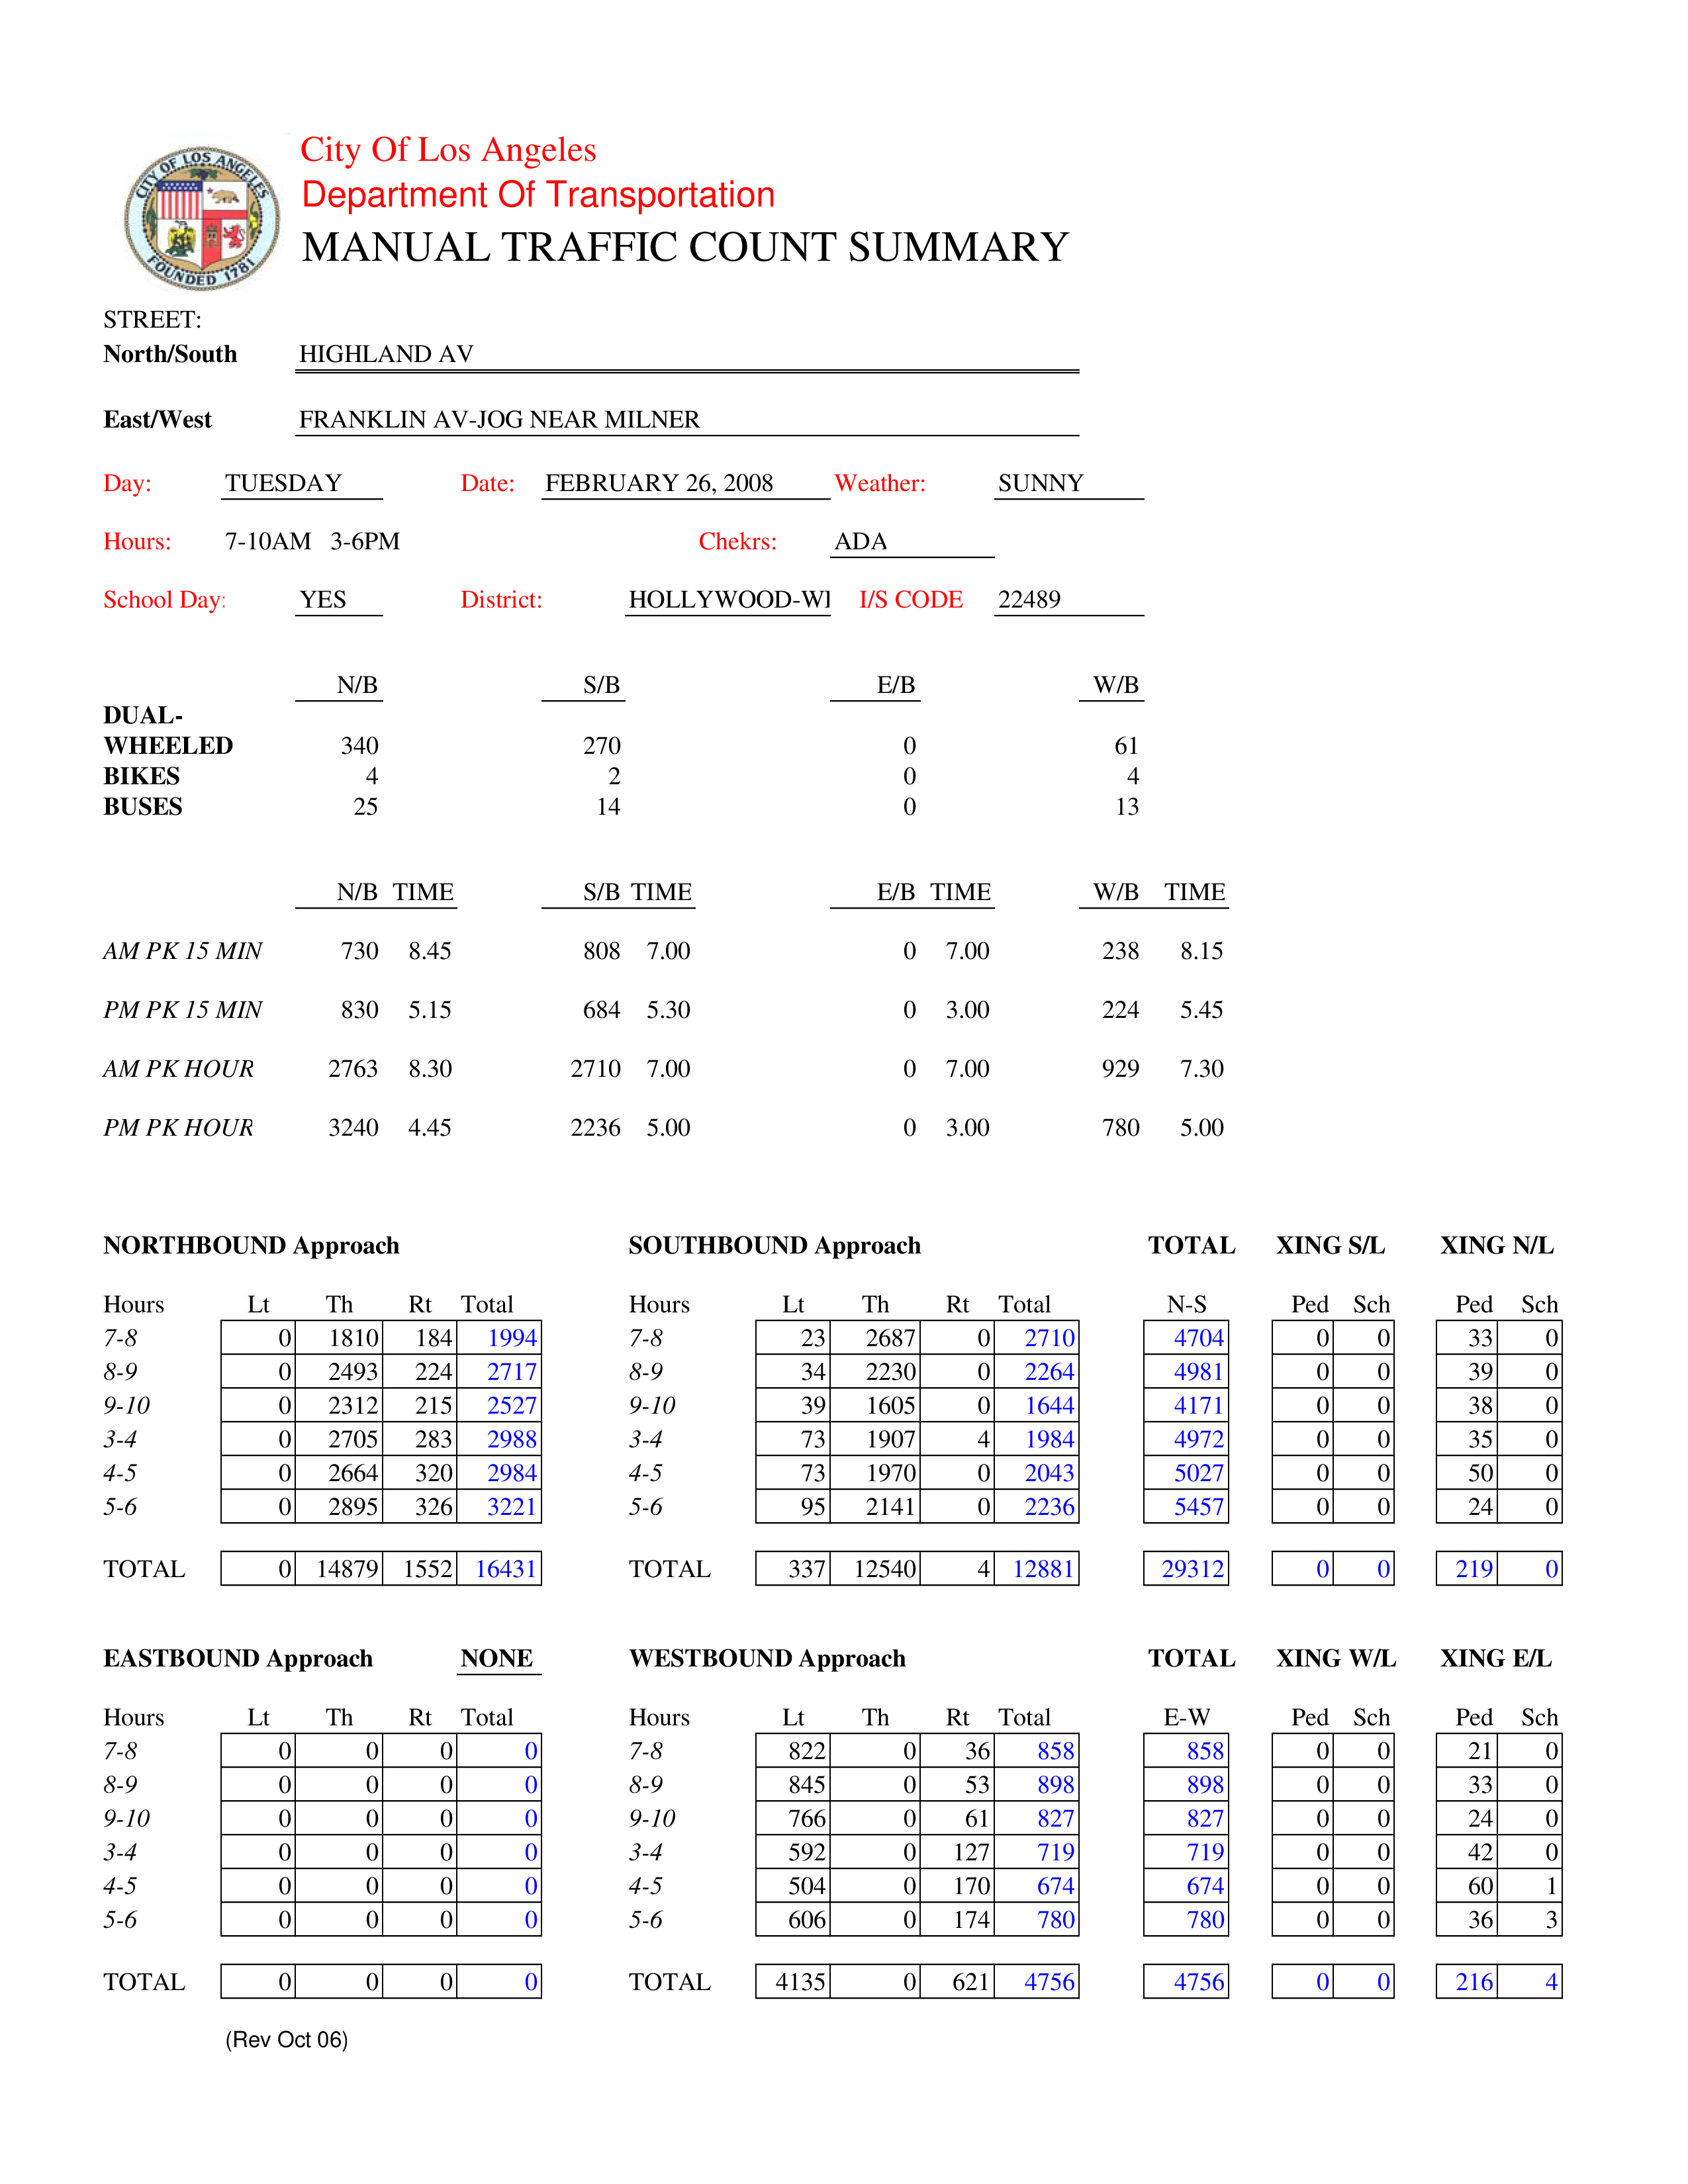 CITY OF LOS ANGELES
FOUNDED 1781
City Of Los Angeles
Department Of Transportation
MANUAL TRAFFIC COUNT SUMMARY
STREET:
North/South HIGHLAND AV
East/West FRANKLIN AV-JOG NEAR MILNER
Day: TUESDAY Date: FEBRUARY 26, 2008 Weather: SUNNY
Hours: 7-10AM 3-6PM Chekrs: ADA
School Day: YES District: HOLLYWOOD-WI I/S CODE 22489
N/B S/B E/B W/B
DUAL-
WHEELED 340 270 0 61
BIKES 4 2 0 4
BUSES 25 14 0 13
N/B TIME S/B TIME E/B TIME W/B TIME
AM PK 15 MIN 730 8.45 808 7.00 0 7.00 238 8.15
PM PK 15 MIN 830 5.15 684 5.30 0 3.00 224 5.45
AM PK HOUR 2763 8.30 2710 7.00 0 7.00 929 7.30
PM PK HOUR 3240 4.45 2236 5.00 0 3.00 780 5.00
NORTHBOUND Approach SOUTHBOUND Approach TOTAL XING S/L XING N/L
Hours Lt Th Rt Total Hours Lt Th Rt Total N-S Ped Sch Ped Sch
7-8 0 1810 184 1994 7-8 23 2687 0 2710 4704 0 0 33 0
8-9 0 2493 224 2717 8-9 34 2230 0 2264 4981 0 0 39 0
9-10 0 2312 215 2527 9-10 39 1605 0 1644 4171 0 0 38 0
3-4 0 2705 283 2988 3-4 73 1907 4 1984 4972 0 0 35 0
4-5 0 2664 320 2984 4-5 73 1970 0 2043 5027 0 0 50 0
5-6 0 2895 326 3221 5-6 95 2141 0 2236 5457 0 0 24 0
TOTAL 0 14879 1552 16431 TOTAL 337 12540 4 12881 29312 0 0 219 0
EASTBOUND Approach NONE WESTBOUND Approach TOTAL XING W/L XING E/L
Hours Lt Th Rt Total Hours Lt Th Rt Total E-W Ped Sch Ped Sch
7-8 0 0 0 0 7-8 822 0 36 858 858 0 0 21 0
8-9 0 0 0 0 8-9 845 0 53 898 898 0 0 33 0
9-10 0 0 0 0 9-10 766 0 61 827 827 0 0 24 0
3-4 0 0 0 0 3-4 592 0 127 719 719 0 0 42 0
4-5 0 0 0 0 4-5 504 0 170 674 674 0 0 60 1
5-6 0 0 0 0 5-6 606 0 174 780 780 0 0 36 3
TOTAL 0 0 0 0 TOTAL 4135 0 621 4756 4756 0 0 216 4
(Rev Oct 06)